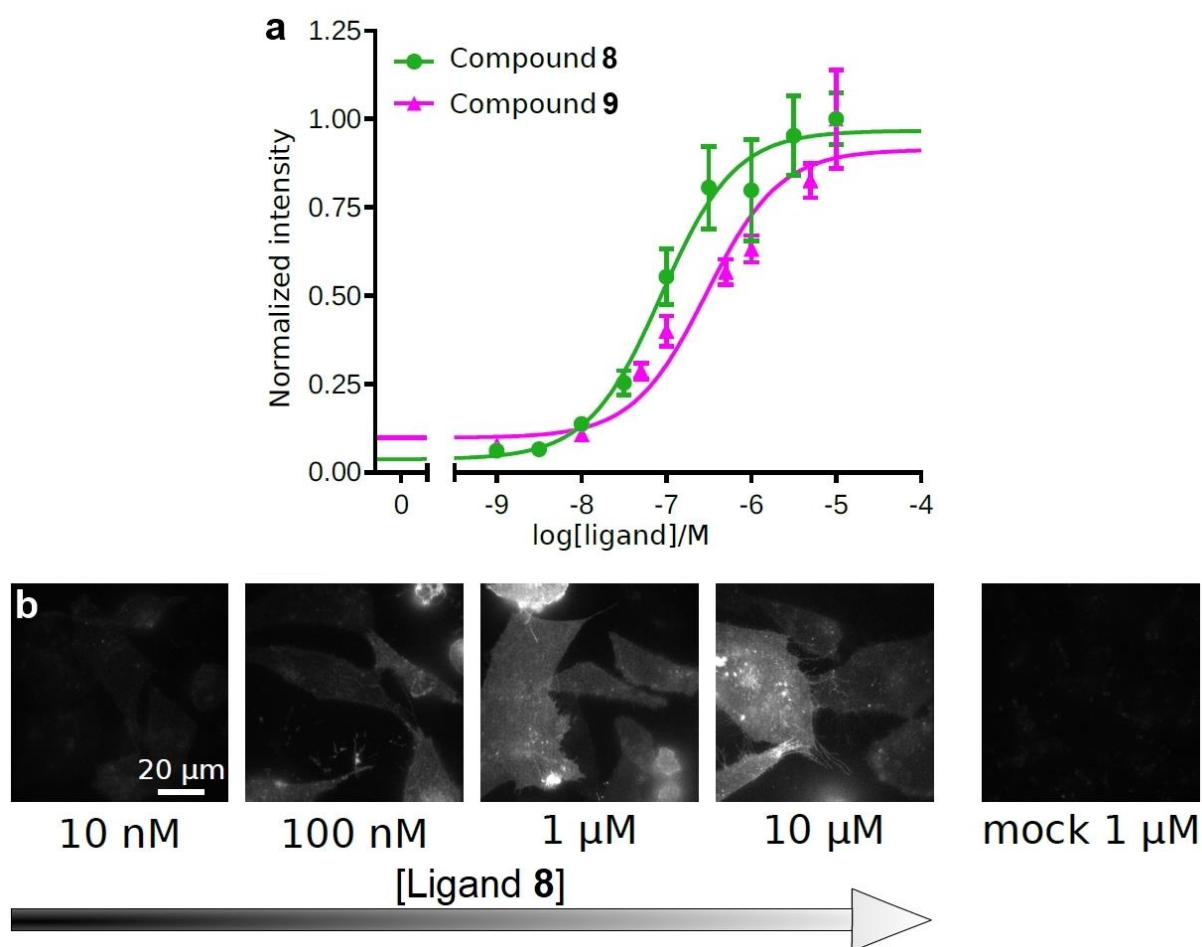 a
1.25
1.00
0.75
0.50
0.25
0.00
Normalized intensity
Compound 8
Compound 9
0 -9 -8 -7 -6 -5 -4
log[ligand]/M
b
20 µm
10 nM 100 nM 1 µM 10 µM mock 1 µM
[Ligand 8]